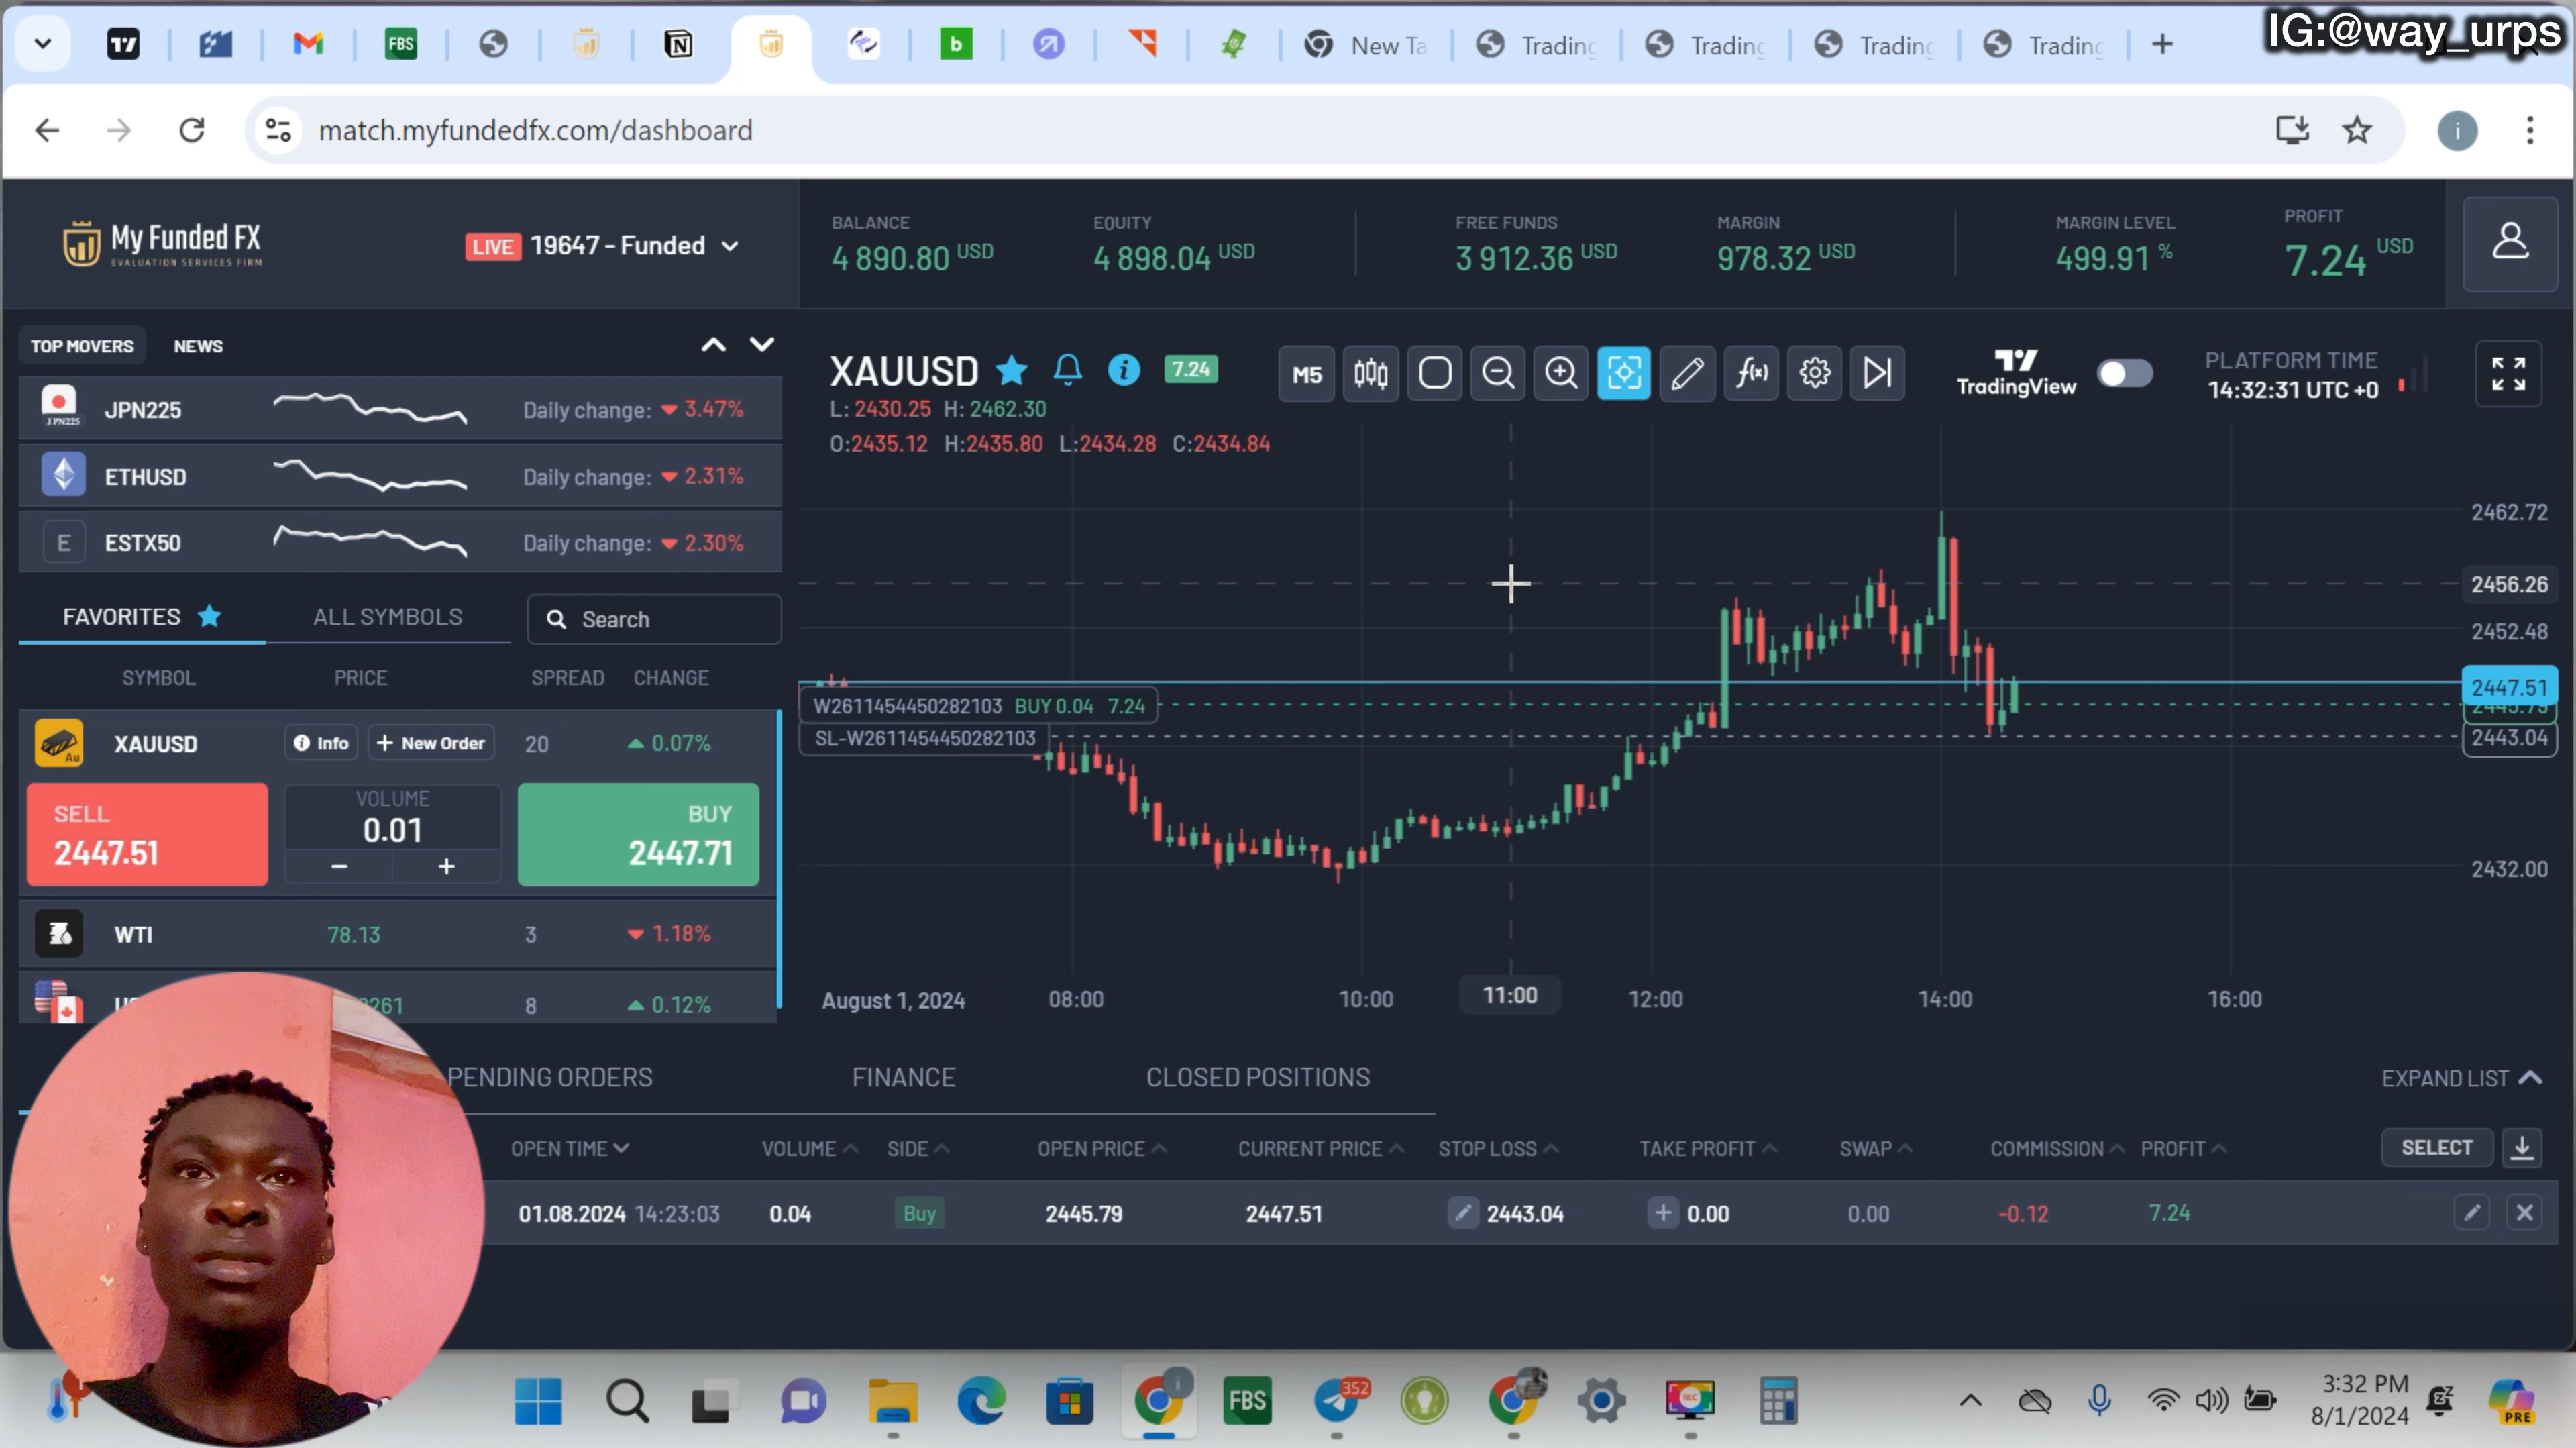 IG:@way_urps
FBS
New Ta
Trading
Trading
Trading
Trading
match.myfundedfx.com/dashboard
My Funded FX
EVALUATION SERVICES FIRM
LIVE 19647 - Funded
BALANCE
4 890.80 USD
EQUITY
4 898.04 USD
FREE FUNDS
3 912.36 USD
MARGIN
978.32 USD
MARGIN LEVEL
499.91 %
PROFIT
7.24 USD
TOP MOVERS NEWS
JPN225 JPN225 Daily change: 3.47%
ETHUSD Daily change: 2.31%
E ESTX50 Daily change: 2.30%
FAVORITES ALL SYMBOLS Search
SYMBOL PRICE SPREAD CHANGE
Au XAUUSD Info + New Order 20 0.07%
SELL
2447.51
VOLUME
0.01
BUY
2447.71
WTI 78.13 3 1.18%
261 8 0.12%
XAUUSD 7.24
L: 2430.25 H: 2462.30
O:2435.12 H:2435.80 L:2434.28 C:2434.84
M5 f(x)
TradingView
PLATFORM TIME
14:32:31 UTC +0
2462.72
2456.26
2452.48
2447.51
2443.04
2432.00
W2611454450282103 BUY 0.04 7.24
SL-W2611454450282103
August 1, 2024 08:00 10:00 11:00 12:00 14:00 16:00
PENDING ORDERS FINANCE CLOSED POSITIONS EXPAND LIST
OPEN TIME VOLUME SIDE OPEN PRICE CURRENT PRICE STOP LOSS TAKE PROFIT SWAP COMMISSION PROFIT SELECT
01.08.2024 14:23:03 0.04 Buy 2445.79 2447.51 2443.04 0.00 0.00 -0.12 7.24
FBS 352 REC
3:32 PM
8/1/2024
PRE